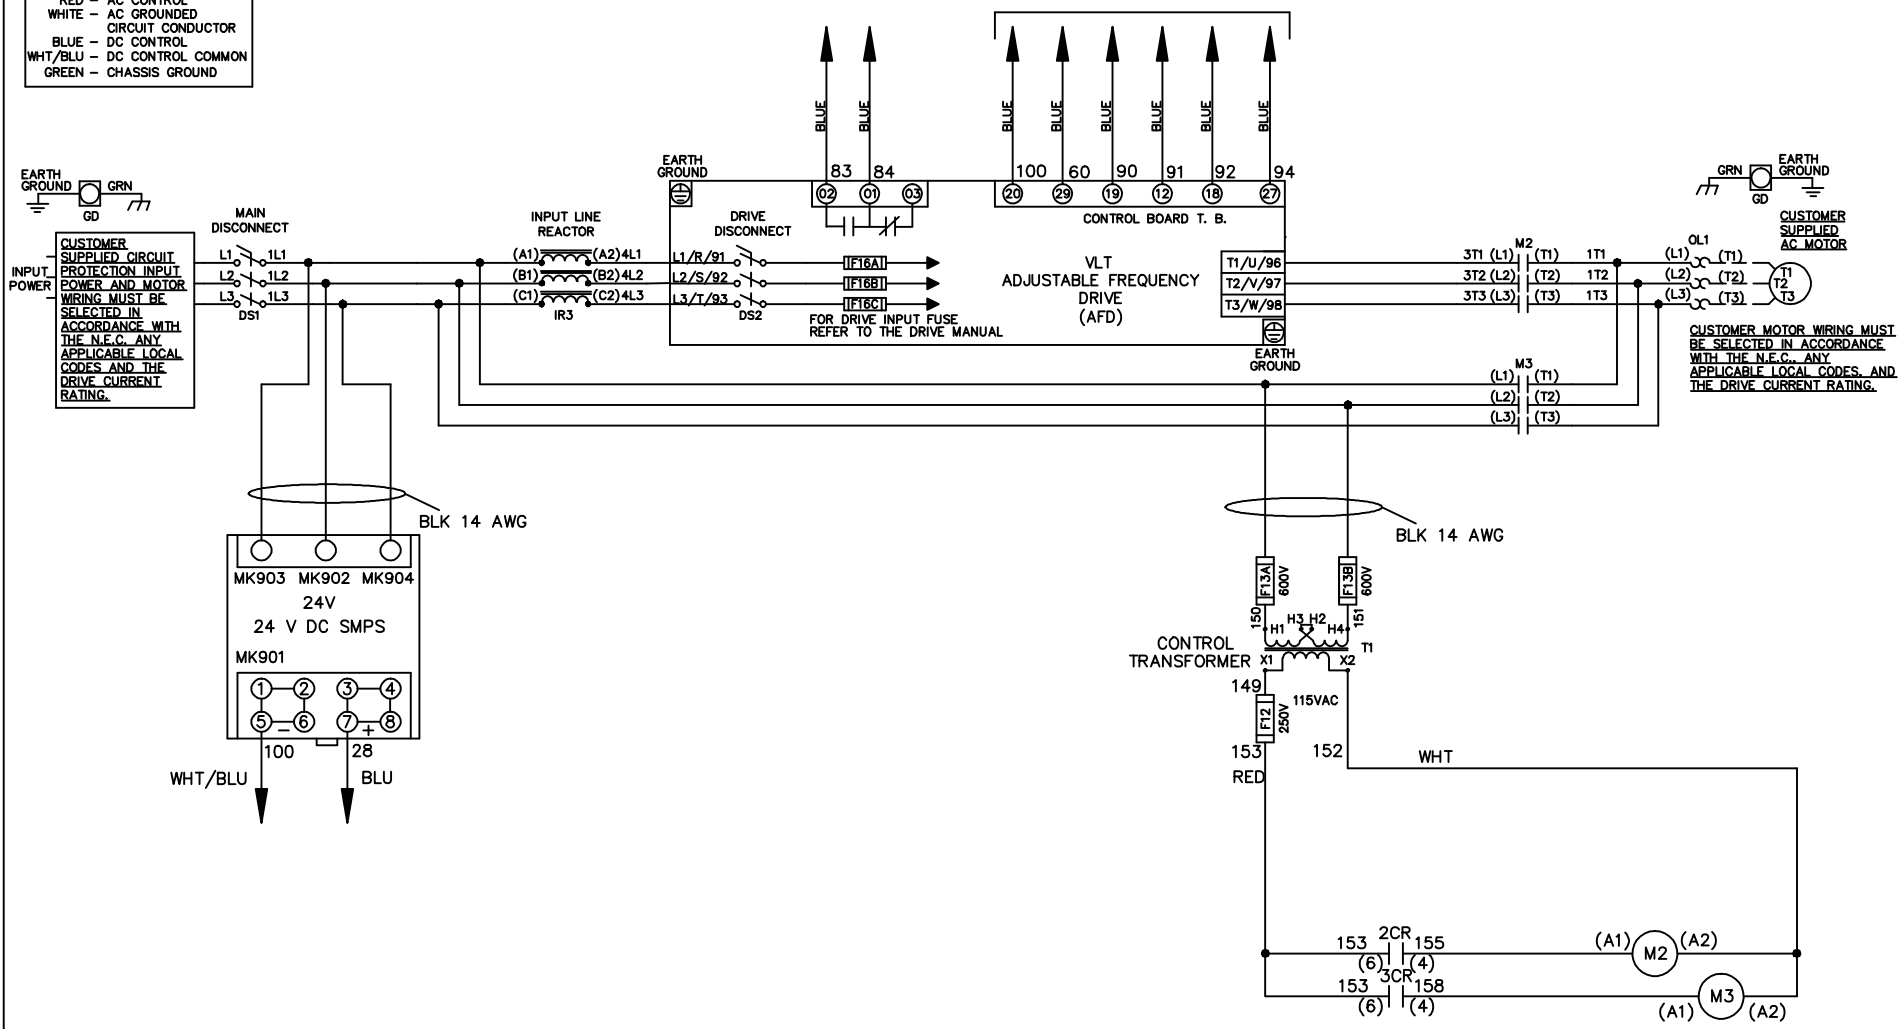 RED – AC CONTROL
WHITE – AC GROUNDED
CIRCUIT CONDUCTOR
BLUE – DC CONTROL
WHT/BLU – DC CONTROL COMMON
GREEN – CHASSIS GROUND
BLUE
BLUE
BLUE
BLUE
BLUE
BLUE
BLUE
BLUE
EARTH
GROUND
GRN
GD
MAIN
DISCONNECT
INPUT LINE
REACTOR
EARTH
GROUND
DRIVE
DISCONNECT
83
84
02
01
03
100
60
90
91
92
94
20
29
19
12
18
27
CONTROL BOARD T. B.
GRN
EARTH
GROUND
GD
CUSTOMER
SUPPLIED
AC MOTOR
INPUT
POWER
CUSTOMER
SUPPLIED CIRCUIT
PROTECTION INPUT
POWER AND MOTOR
WIRING MUST BE
SELECTED IN
ACCORDANCE WITH
THE N.E.C. ANY
APPLICABLE LOCAL
CODES AND THE
DRIVE CURRENT
RATING.
L1
1L1
L2
1L2
L3
1L3
DS1
(A1)
(A2)
4L1
(B1)
(B2)
4L2
(C1)
(C2)
4L3
IR3
L1/R/91
L2/S/92
L3/T/93
DS2
F16A
F16B
F16C
FOR DRIVE INPUT FUSE
REFER TO THE DRIVE MANUAL
VLT
ADJUSTABLE FREQUENCY
DRIVE
(AFD)
T1/U/96
T2/V/97
T3/W/98
EARTH
GROUND
M2
3T1 (L1)
(T1)
1T1
3T2 (L2)
(T2)
1T2
3T3 (L3)
(T3)
1T3
OL1
(L1)
(T1)
(L2)
(T2)
(L3)
(T3)
T1
T2
T3
CUSTOMER MOTOR WIRING MUST
BE SELECTED IN ACCORDANCE
WITH THE N.E.C., ANY
APPLICABLE LOCAL CODES, AND
THE DRIVE CURRENT RATING.
M3
(L1)
(T1)
(L2)
(T2)
(L3)
(T3)
BLK 14 AWG
MK903
MK902
MK904
24V
24 V DC SMPS
MK901
1
2
3
4
5
6
7
8
–
+
100
28
WHT/BLU
BLU
BLK 14 AWG
F13A
600V
F13B
600V
150
151
H1
H3
H2
H4
CONTROL
TRANSFORMER
X1
X2
T1
149
115VAC
F12
250V
153
RED
152
WHT
2CR
153
155
(6)
(4)
(A1)
M2
(A2)
3CR
153
158
(6)
(4)
(A1)
M3
(A2)